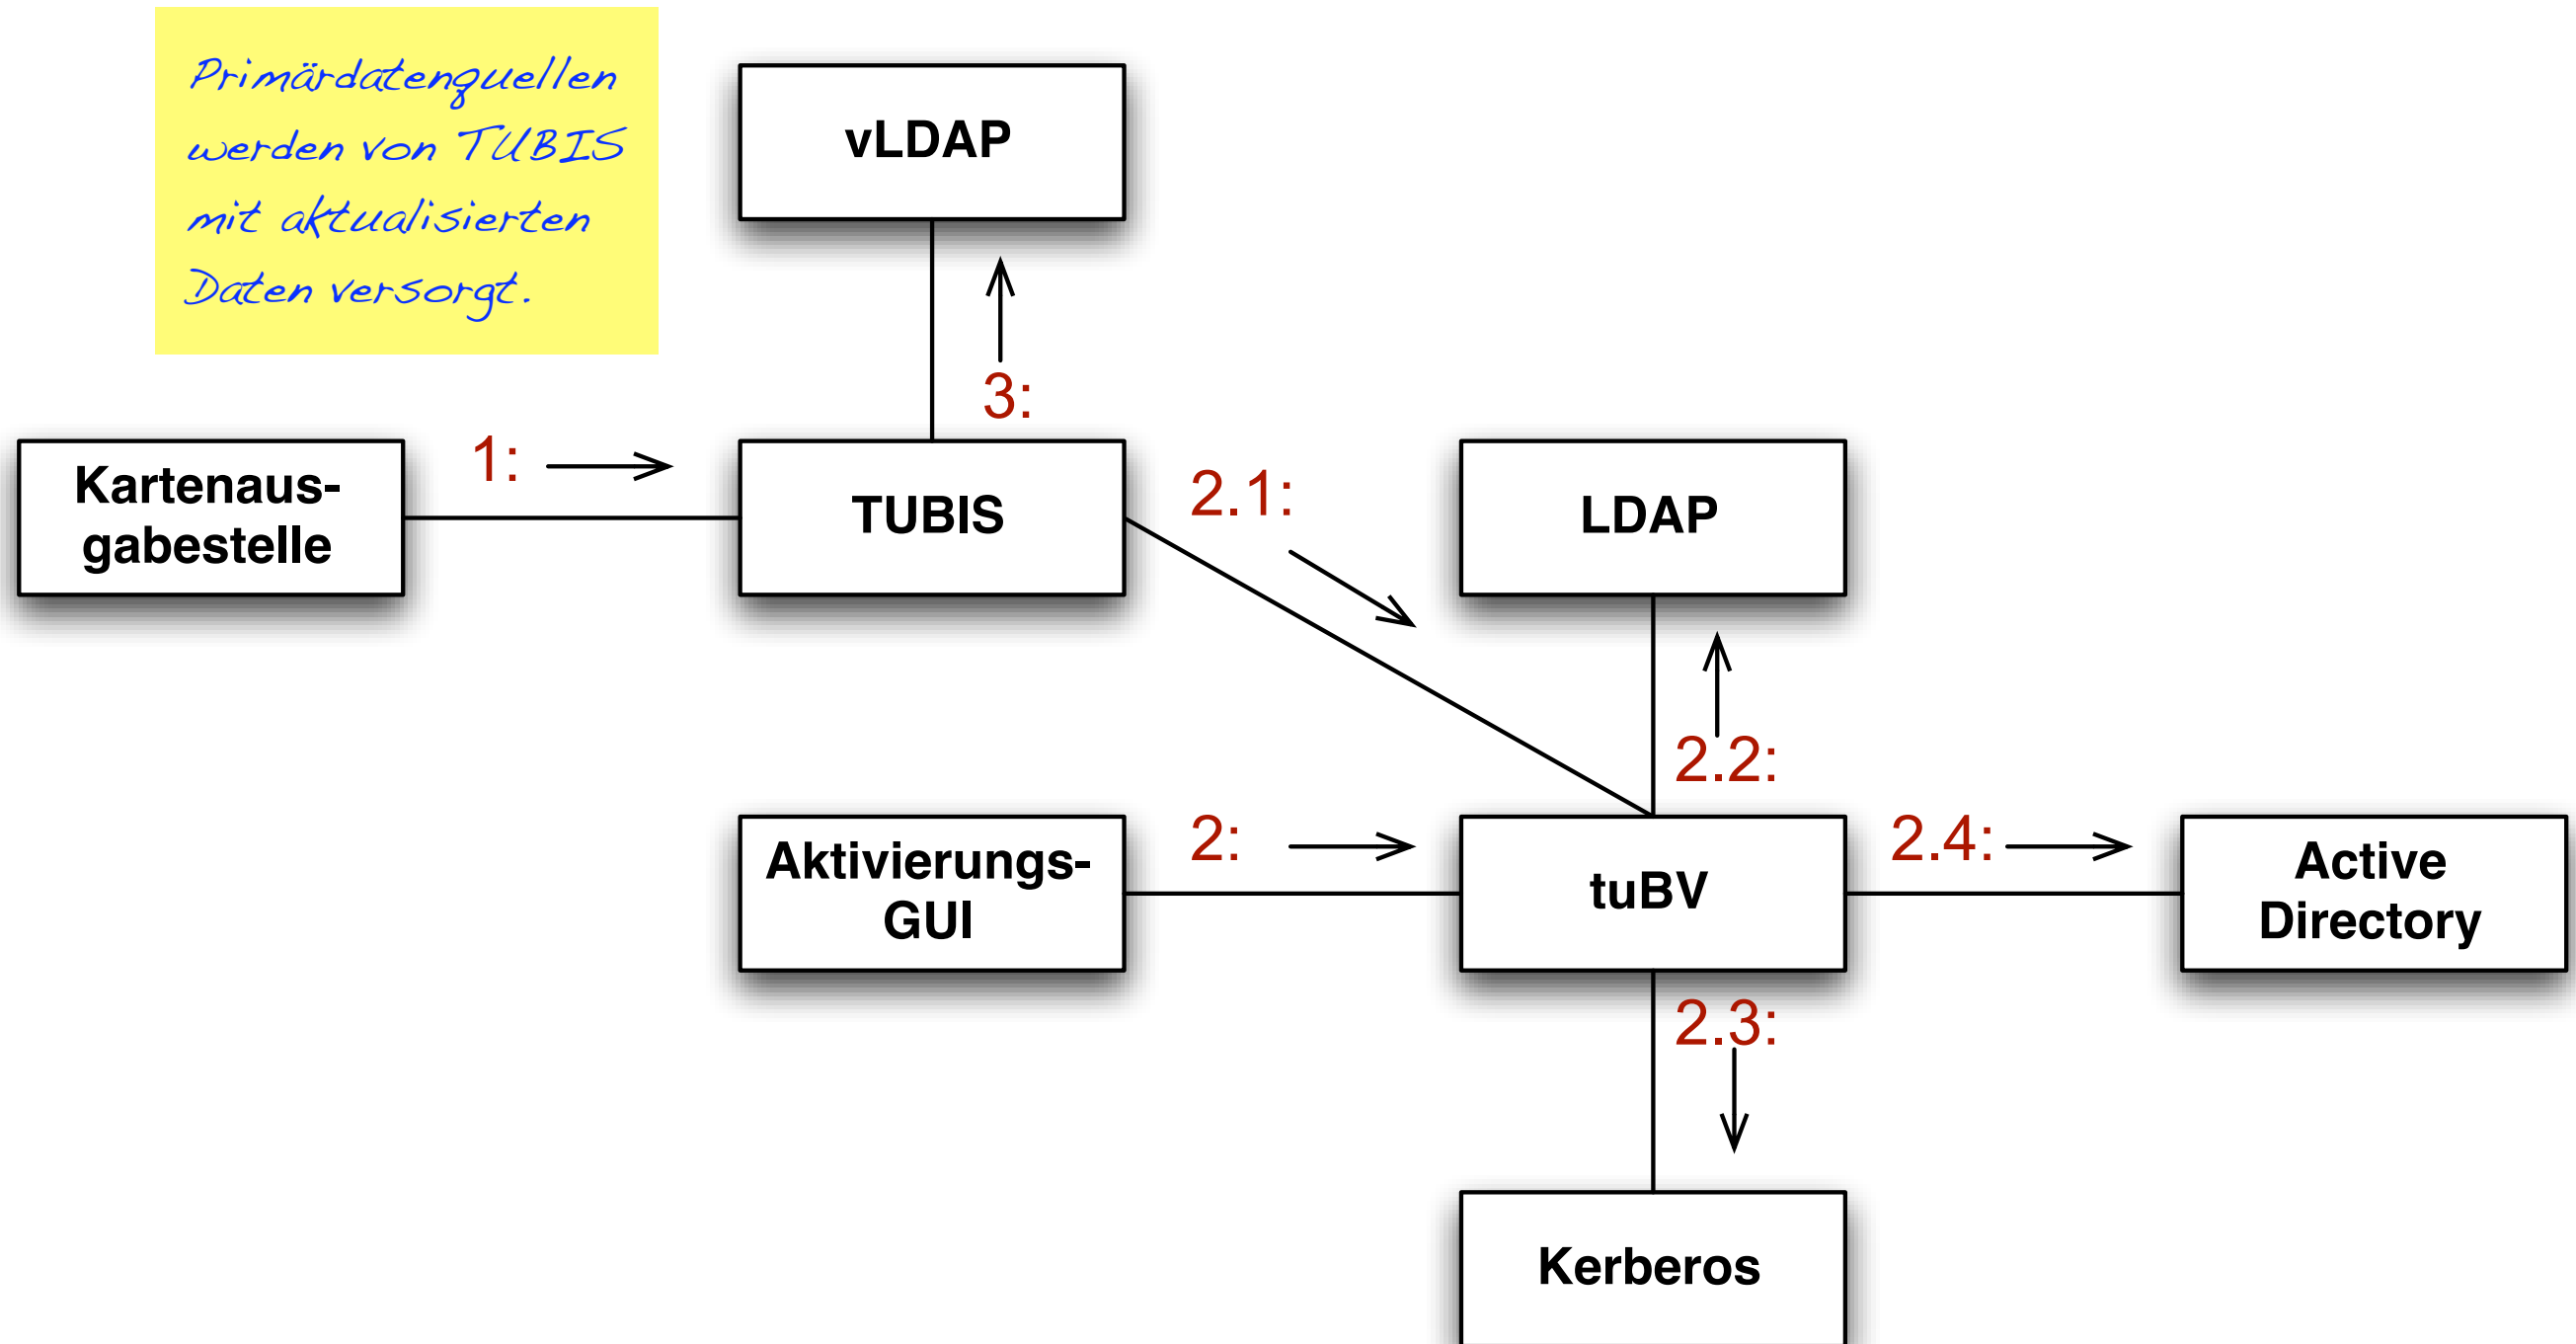 Primärdatenquellen
werden von TUBIS
mit aktualisierten
Daten versorgt.
vLDAP
3:
Kartenaus-
gabestelle
1:
TUBIS
2.1:
LDAP
2.2:
Aktivierungs-
GUI
2:
tuBV
2.4:
Active
Directory
2.3:
Kerberos